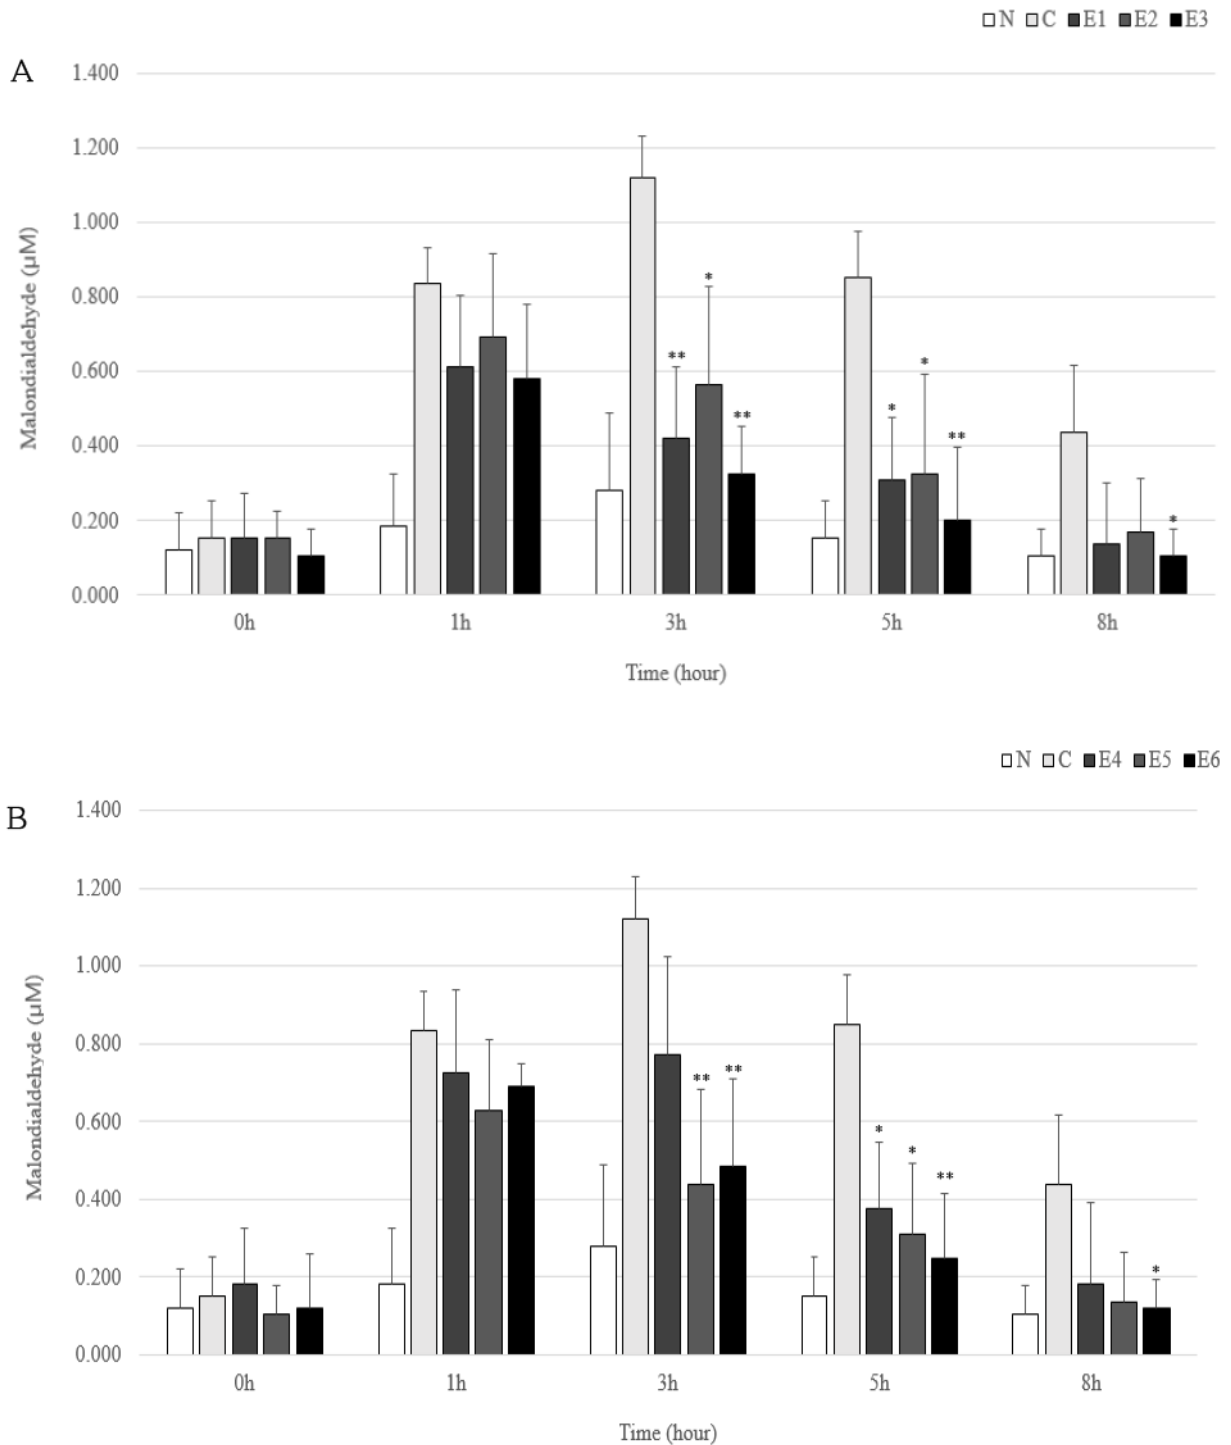 N C E1 E2 E3
A
1.400
1.200
1.000
0.800
0.600
0.400
0.200
0.000
Malondialdehyde (μM)
*
**
**
*
*
**
*
0h 1h 3h 5h 8h
Time (hour)
N C E4 E5 E6
B
1.400
1.200
1.000
0.800
0.600
0.400
0.200
0.000
Malondialdehyde (μM)
** **
*
*
**
*
0h 1h 3h 5h 8h
Time (hour)